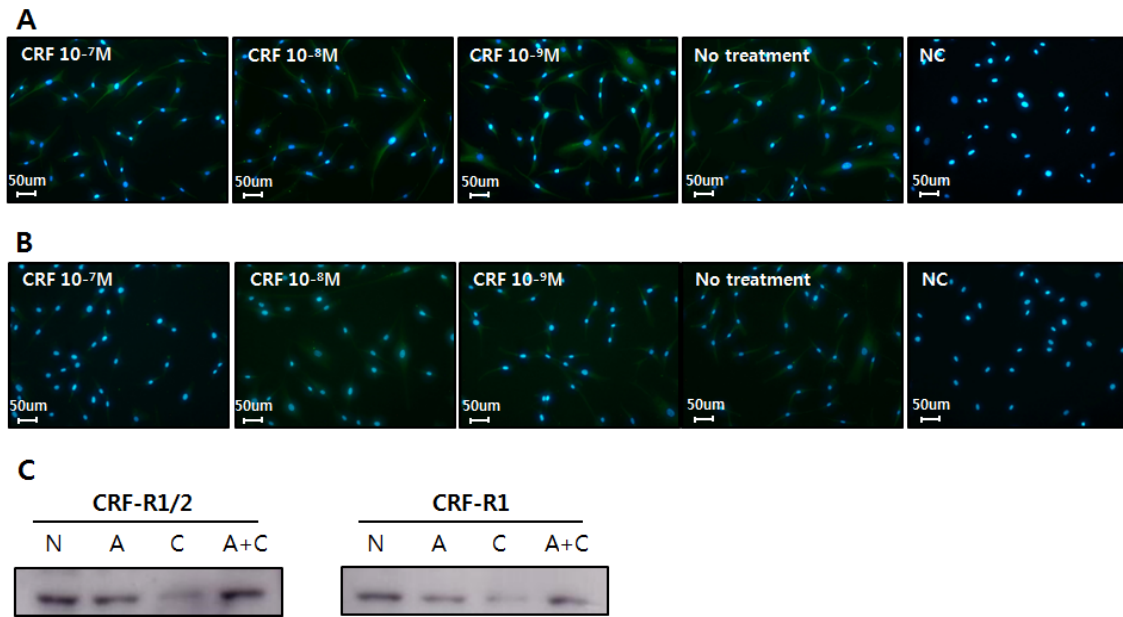 A
CRF 10-⁷M
CRF 10-⁸M
CRF 10-⁹M
No treatment
NC
50um
50um
50um
50um
50um
B
CRF 10-⁷M
CRF 10-⁸M
CRF 10-⁹M
No treatment
NC
50um
50um
50um
50um
50um
C
CRF-R1/2
CRF-R1
N A C A+C
N A C A+C